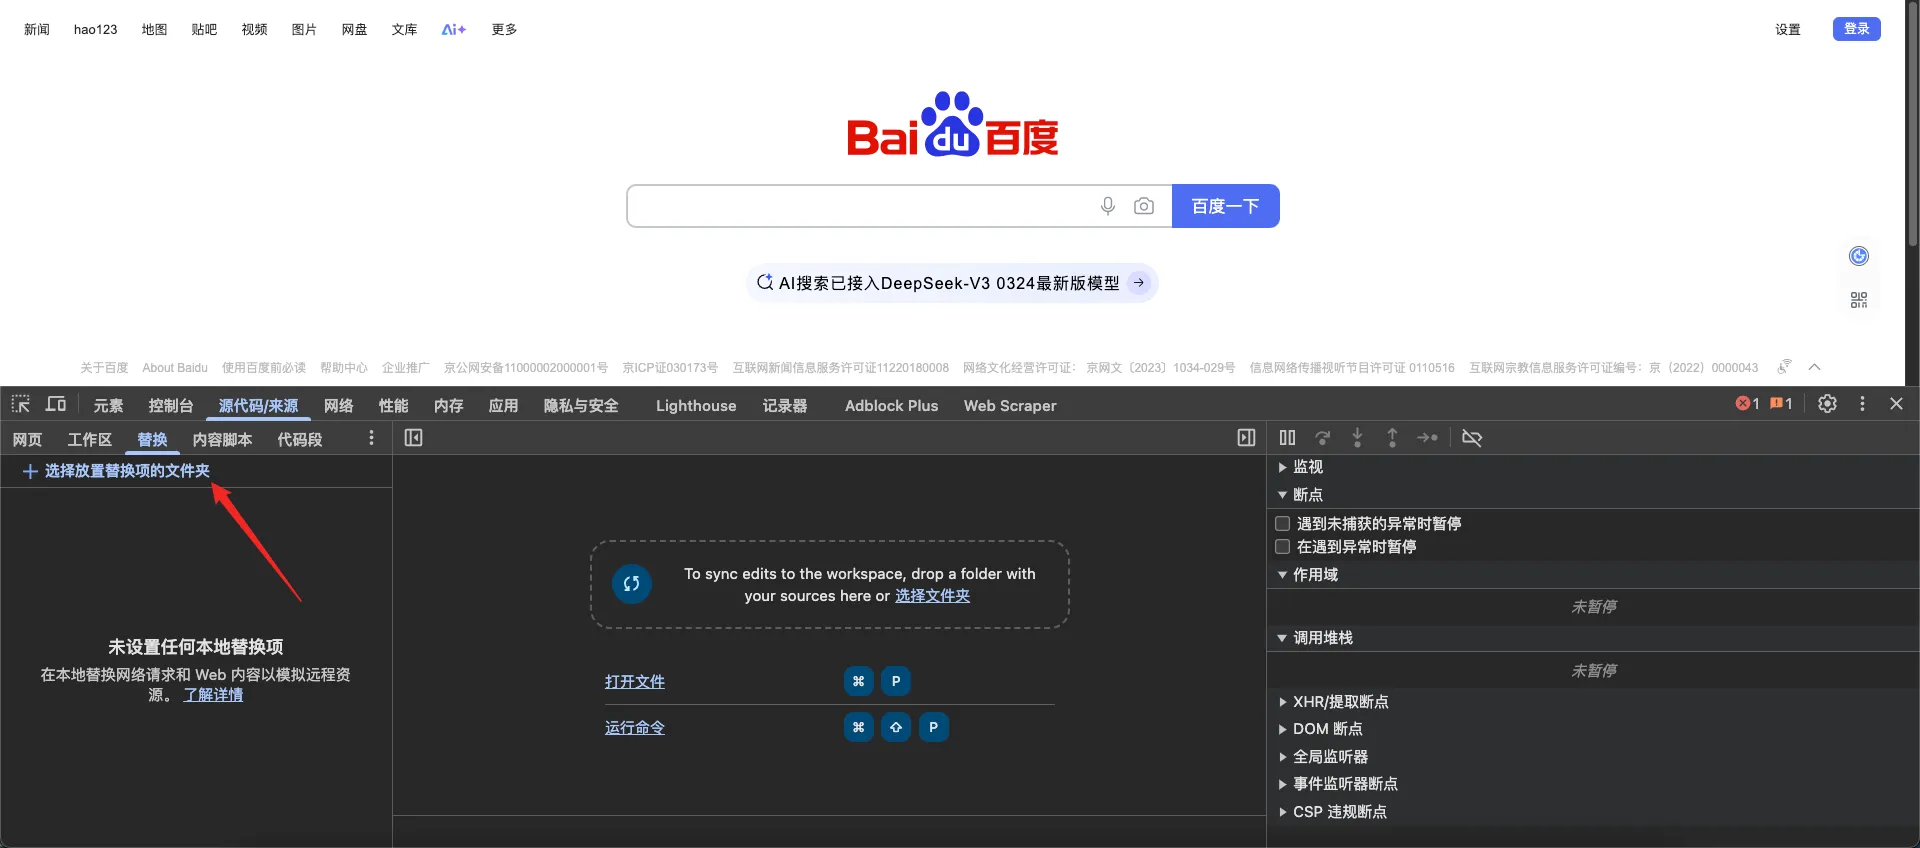 新闻 hao123 地图 贴吧 视频 图片 网盘 文库 Ai+ 更多 设置 登录
Bai du 百度
百度一下
AI搜索已接入DeepSeek-V3 0324最新版模型
关于百度 About Baidu 使用百度前必读 帮助中心 企业推广 京公网安备11000002000001号 京ICP证030173号 互联网新闻信息服务许可证11220180008 网络文化经营许可证: 京网文〔2023〕1034-029号 信息网络传播视听节目许可证 0110516 互联网宗教信息服务许可证编号: 京 (2022) 0000043
元素 控制台 源代码/来源 网络 性能 内存 应用 隐私与安全 Lighthouse 记录器 Adblock Plus Web Scraper 1 1
网页 工作区 替换 内容脚本 代码段
选择放置替换项的文件夹
未设置任何本地替换项
在本地替换网络请求和 Web 内容以模拟远程资
源。 了解详情
To sync edits to the workspace, drop a folder with
your sources here or 选择文件夹
打开文件 ⌘ P
运行命令 ⌘ ⇧ P
监视
断点
遇到未捕获的异常时暂停
在遇到异常时暂停
作用域
未暂停
调用堆栈
未暂停
XHR/提取断点
DOM 断点
全局监听器
事件监听器断点
CSP 违规断点